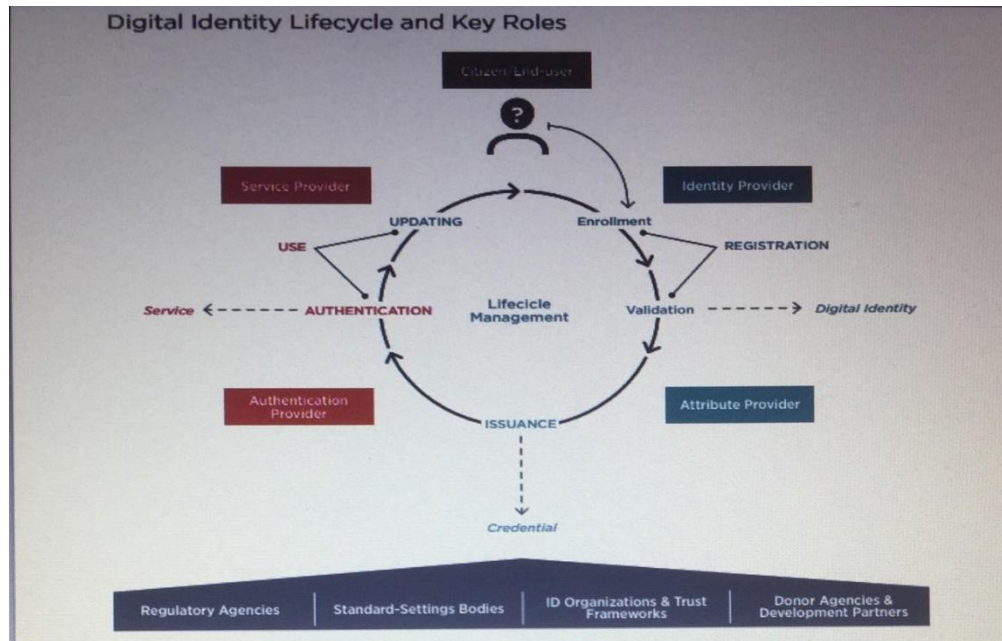 Digital Identity Lifecycle and Key Roles
Citizen/End-user
?
Service Provider
Identity Provider
UPDATING
Enrollment
USE
REGISTRATION
Service
AUTHENTICATION
Lifecicle
Management
Validation
Digital Identity
Authentication
Provider
Attribute Provider
ISSUANCE
Credential
Regulatory Agencies
Standard-Settings Bodies
ID Organizations & Trust
Frameworks
Donor Agencies &
Development Partners